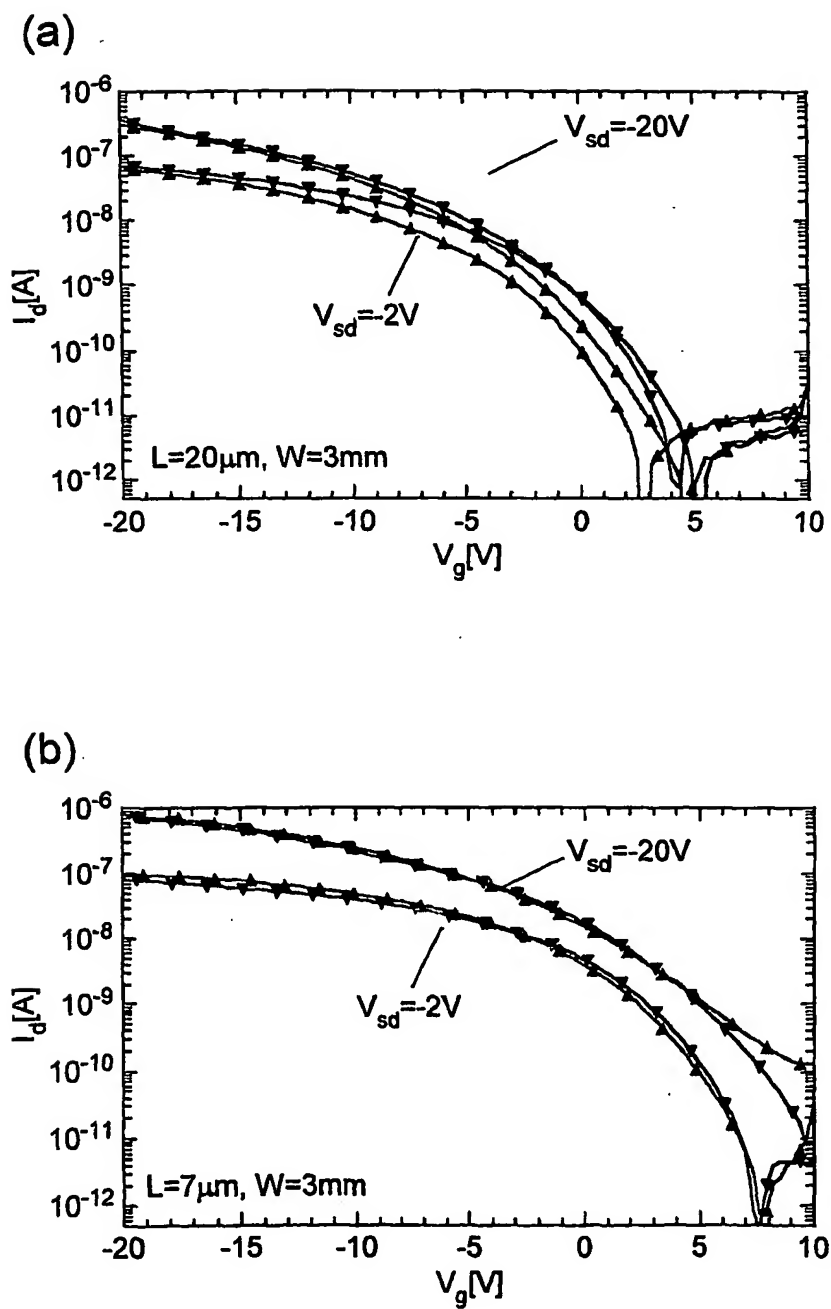 (a)
10⁻⁶
10⁻⁷
10⁻⁸
10⁻⁹
10⁻¹⁰
10⁻¹¹
10⁻¹²
I_d[A]
V_sd=-20V
V_sd=-2V
L=20μm, W=3mm
-20 -15 -10 -5 0 5 10
V_g[V]
(b)
10⁻⁶
10⁻⁷
10⁻⁸
10⁻⁹
10⁻¹⁰
10⁻¹¹
10⁻¹²
I_d[A]
V_sd=-20V
V_sd=-2V
L=7μm, W=3mm
-20 -15 -10 -5 0 5 10
V_g[V]